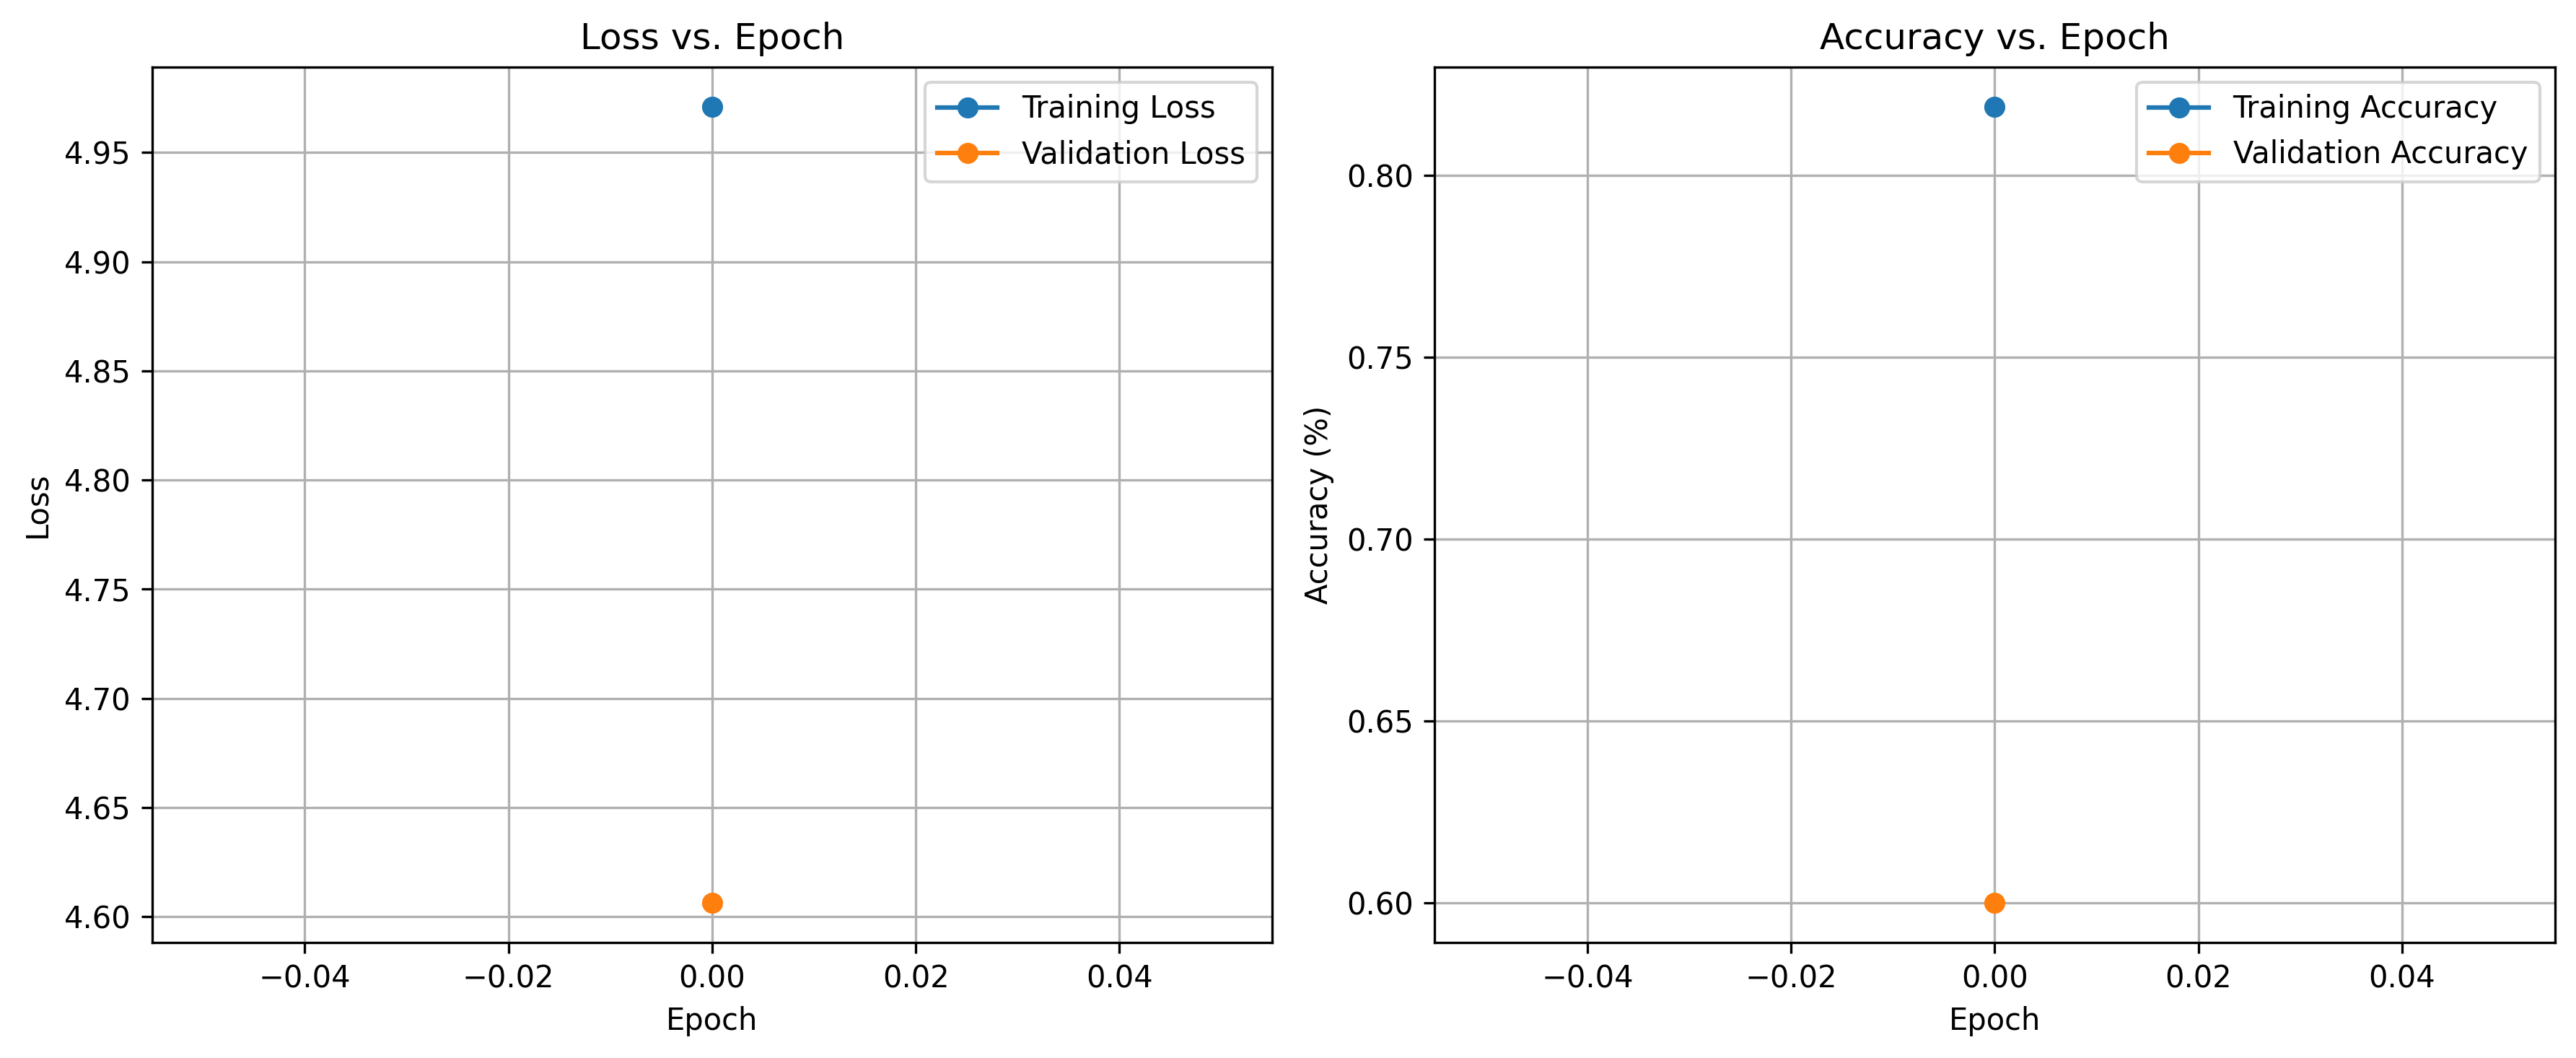 Loss vs. Epoch
Training Loss
Validation Loss
4.95
4.90
4.85
4.80
4.75
4.70
4.65
4.60
Loss
−0.04 −0.02 0.00 0.02 0.04
Epoch
Accuracy vs. Epoch
Training Accuracy
Validation Accuracy
0.80
0.75
0.70
0.65
0.60
Accuracy (%)
−0.04 −0.02 0.00 0.02 0.04
Epoch